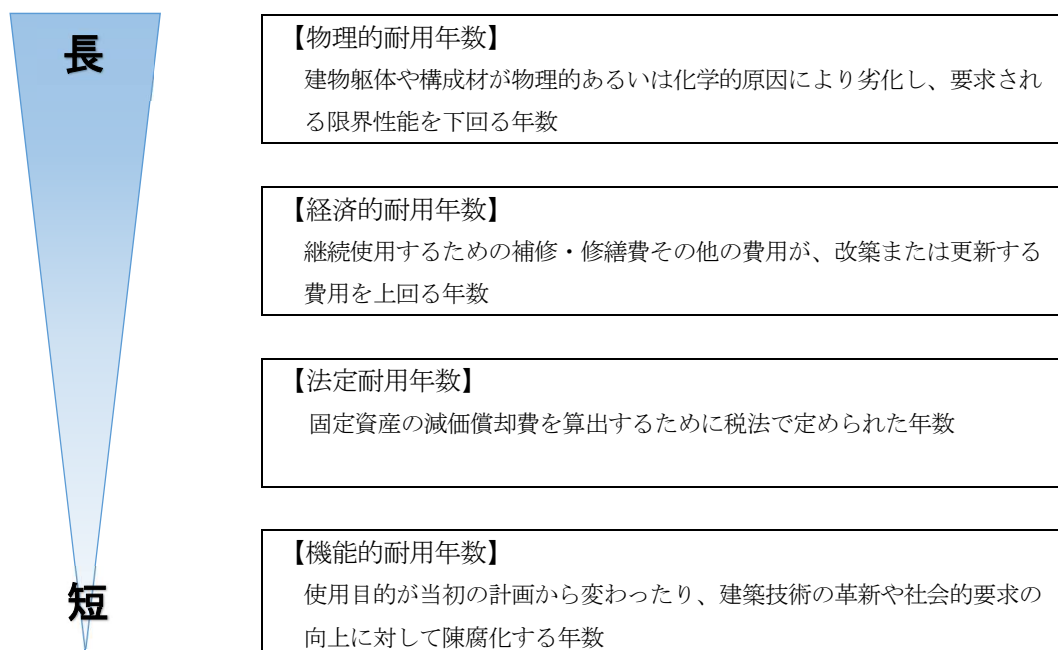 長
【物理的耐用年数】
建物躯体や構成材が物理的あるいは化学的原因により劣化し、要求され
る限界性能を下回る年数
【経済的耐用年数】
継続使用するための補修・修繕費その他の費用が、改築または更新する
費用を上回る年数
【法定耐用年数】
固定資産の減価償却費を算出するために税法で定められた年数
【機能的耐用年数】
使用目的が当初の計画から変わったり、建築技術の革新や社会的要求の
向上に対して陳腐化する年数
短